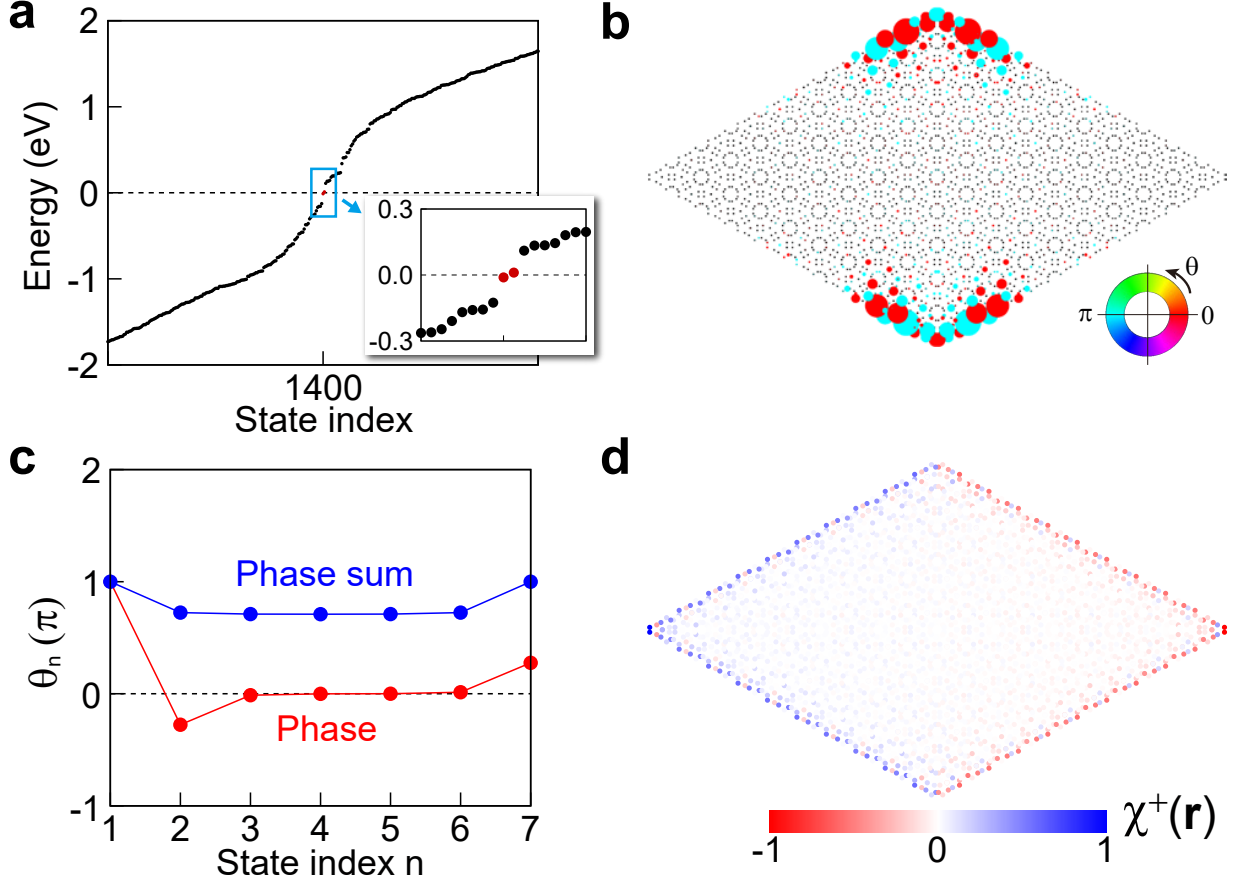 a
2
1
0
-1
-2
Energy (eV)
1400
State index
0.3
0.0
-0.3
b
θ
π
0
c
2
1
0
-1
θn (π)
Phase sum
Phase
1 2 3 4 5 6 7
State index n
d
-1 0 1
χ+(r)